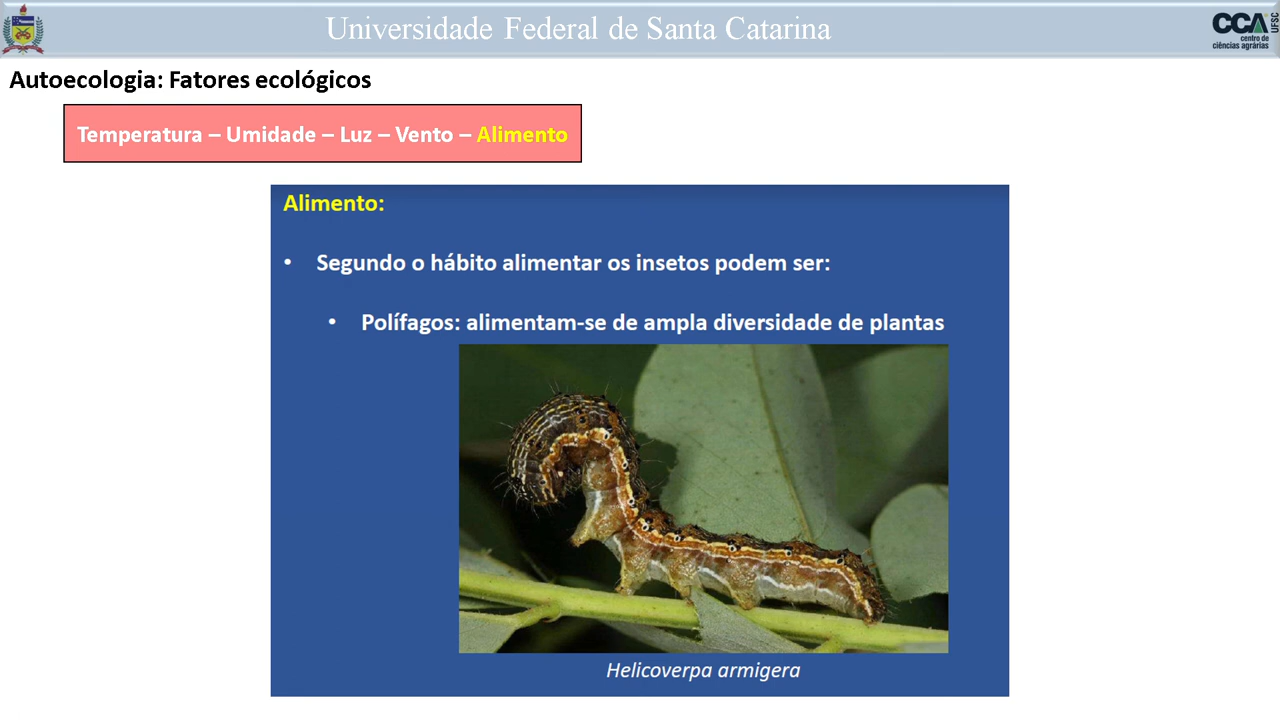 Universidade Federal de Santa Catarina
CCA
UFSC
centro de
ciências agrárias
Autoecologia: Fatores ecológicos
Temperatura – Umidade – Luz – Vento – Alimento
Alimento:
• Segundo o hábito alimentar os insetos podem ser:
• Polífagos: alimentam-se de ampla diversidade de plantas
Helicoverpa armigera